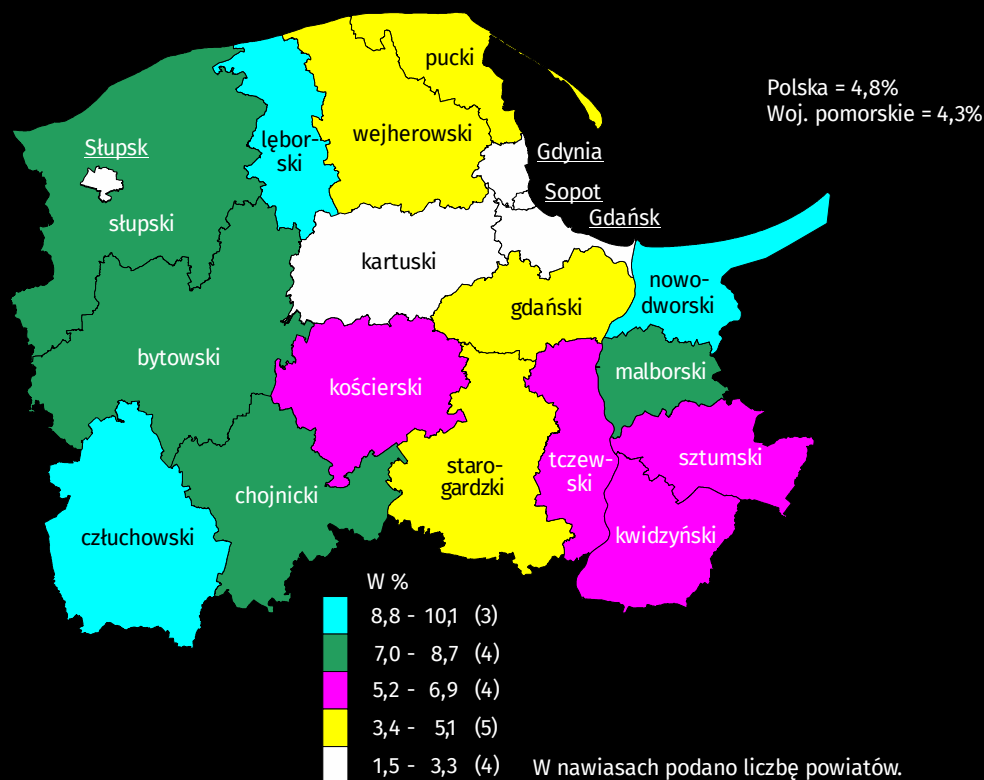 pucki
Polska = 4,8%
Woj. pomorskie = 4,3%
wejherowski
lębor-
ski
Słupsk
Gdynia
Sopot
Gdańsk
słupski
kartuski
nowo-
dworski
gdański
bytowski
malborski
kościerski
staro-
gardzki
tczew-
ski
sztumski
chojnicki
człuchowski
kwidzyński
W %
8,8 - 10,1 (3)
7,0 - 8,7 (4)
5,2 - 6,9 (4)
3,4 - 5,1 (5)
1,5 - 3,3 (4)
W nawiasach podano liczbę powiatów.